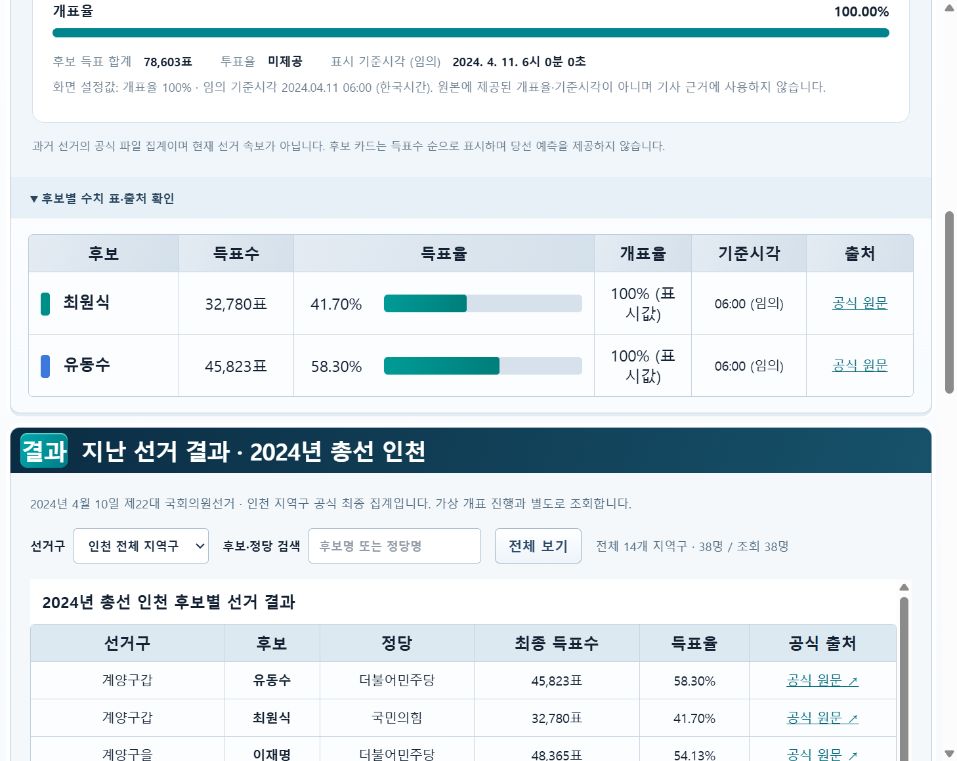 개표율 100.00%
후보 득표 합계 78,603표 투표율 미제공 표시 기준시각 (임의) 2024. 4. 11. 6시 0분 0초
화면 설정값: 개표율 100% · 임의 기준시각 2024.04.11 06:00 (한국시간). 원본에 제공된 개표율·기준시각이 아니며 기사 근거에 사용하지 않습니다.
과거 선거의 공식 파일 집계이며 현재 선거 속보가 아닙니다. 후보 카드는 득표수 순으로 표시하며 당선 예측을 제공하지 않습니다.
▼ 후보별 수치 표·출처 확인
후보 득표수 득표율 개표율 기준시각 출처
최원식 32,780표 41.70% 100% (표시값) 06:00 (임의) 공식 원문
유동수 45,823표 58.30% 100% (표시값) 06:00 (임의) 공식 원문
결과 지난 선거 결과 · 2024년 총선 인천
2024년 4월 10일 제22대 국회의원선거 · 인천 지역구 공식 최종 집계입니다. 가상 개표 진행과 별도로 조회합니다.
선거구 인천 전체 지역구 후보·정당 검색 후보명 또는 정당명 전체 보기 전체 14개 지역구 · 38명 / 조회 38명
2024년 총선 인천 후보별 선거 결과
선거구 후보 정당 최종 득표수 득표율 공식 출처
계양구갑 유동수 더불어민주당 45,823표 58.30% 공식 원문 ↗
계양구갑 최원식 국민의힘 32,780표 41.70% 공식 원문 ↗
계양구을 이재명 더불어민주당 48,365표 54.13% 공식 원문 ↗